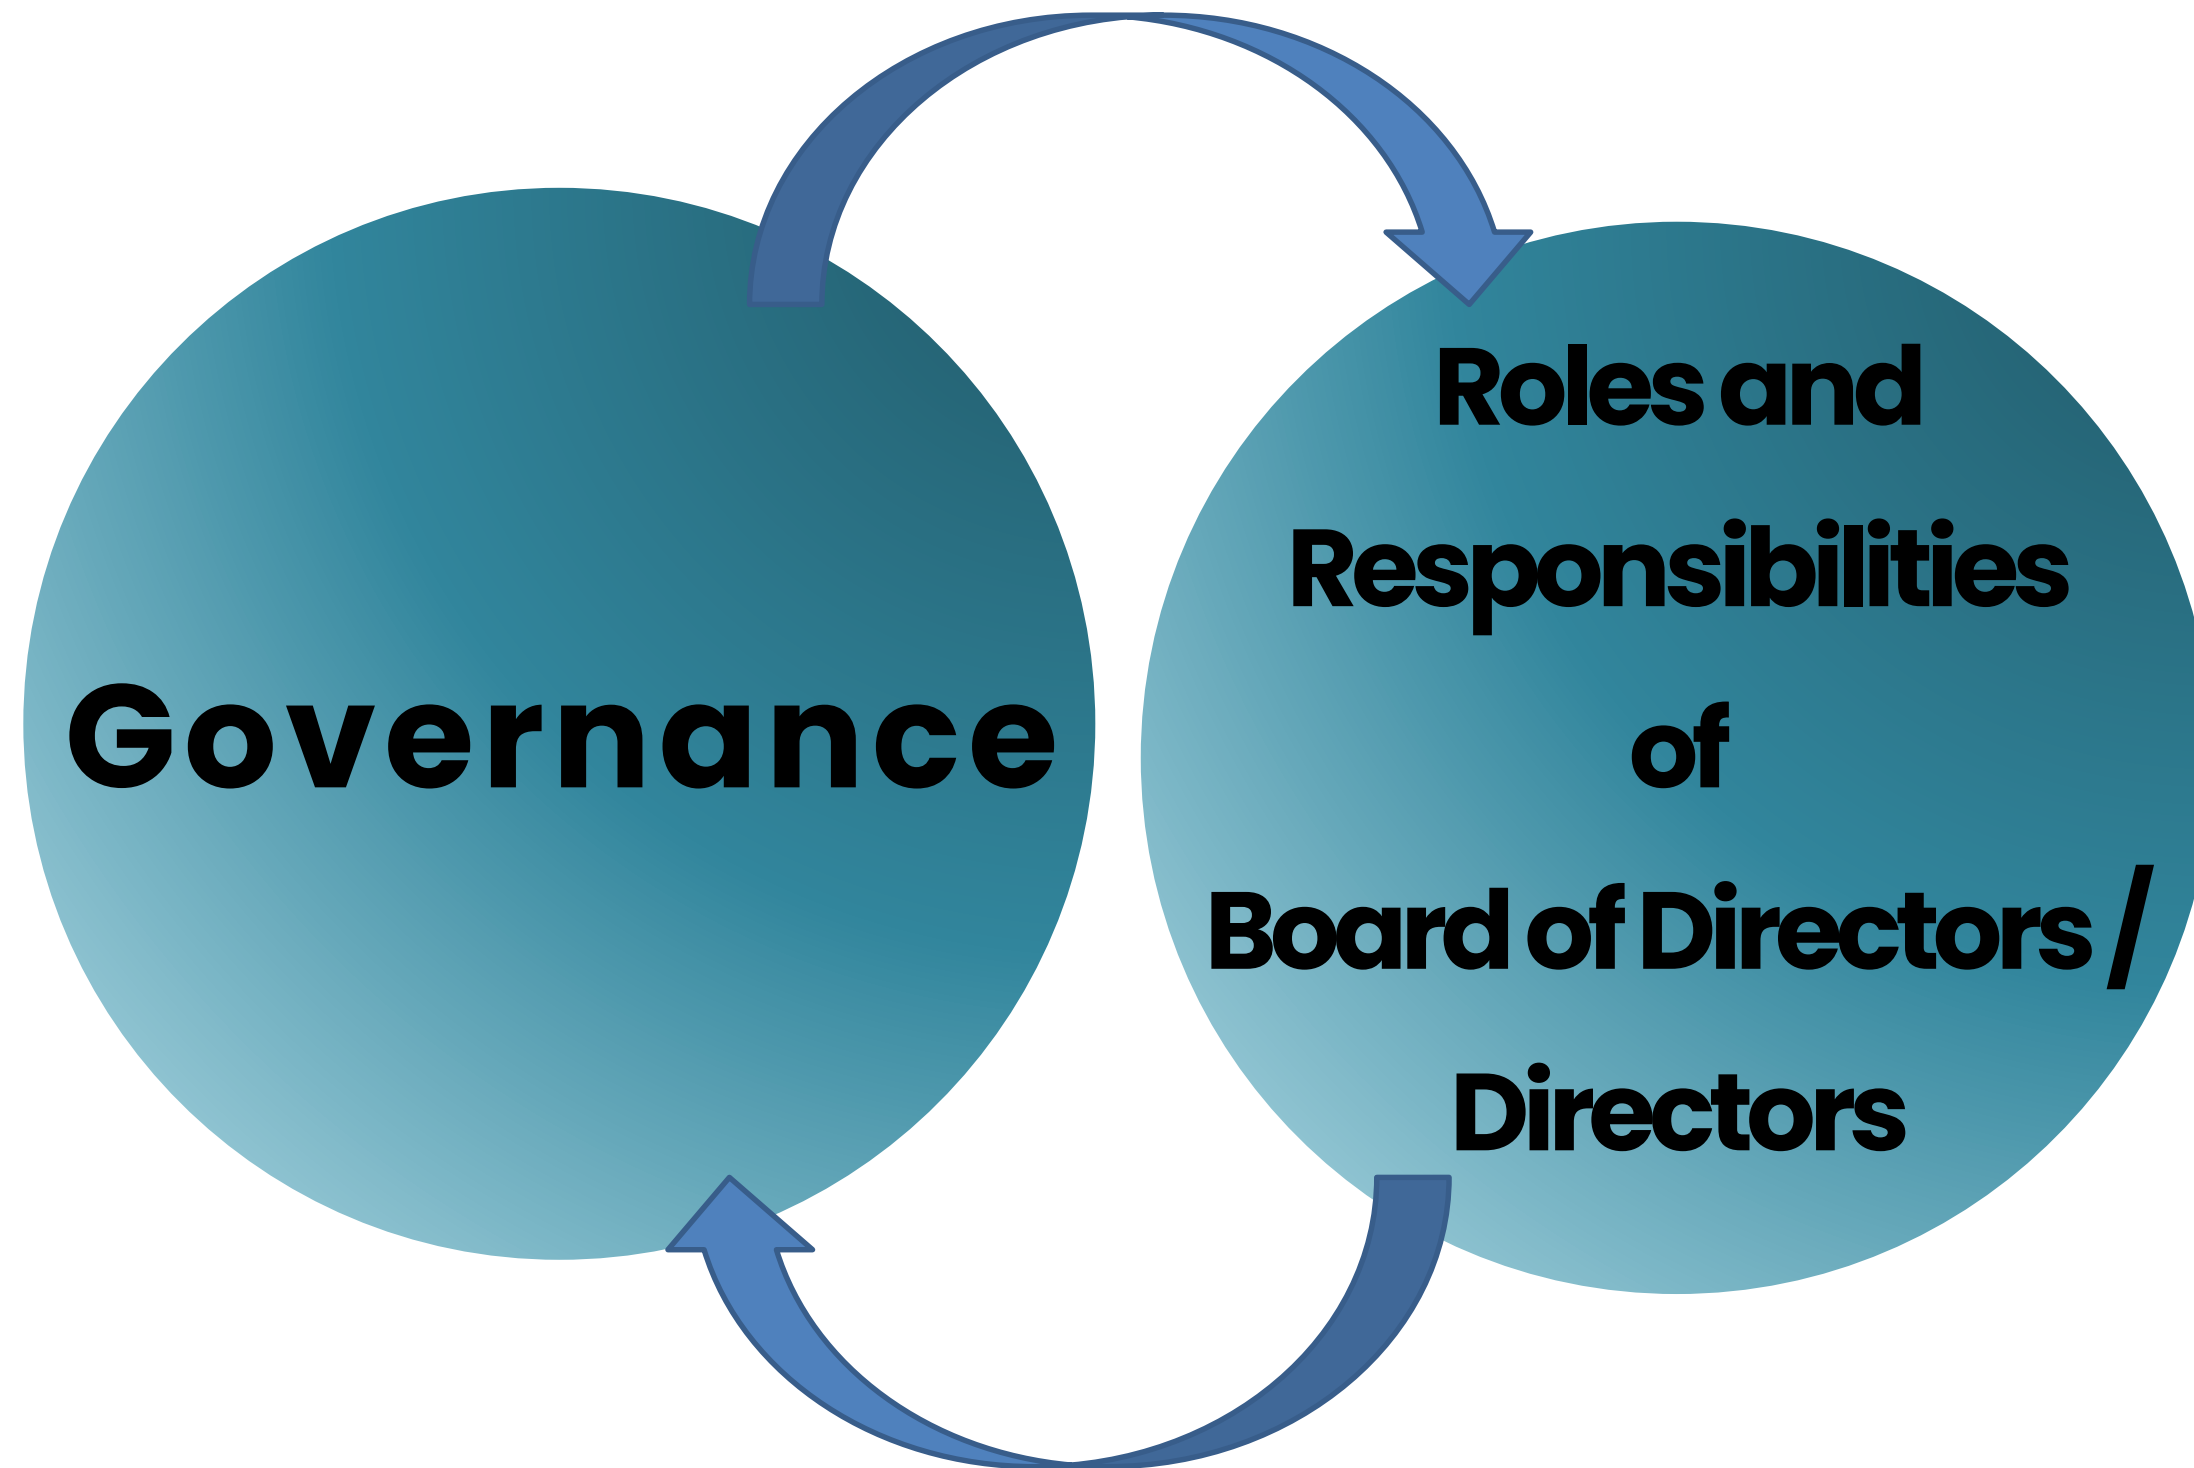 Governance
Roles and
Responsibilities
of
Board of Directors /
Directors